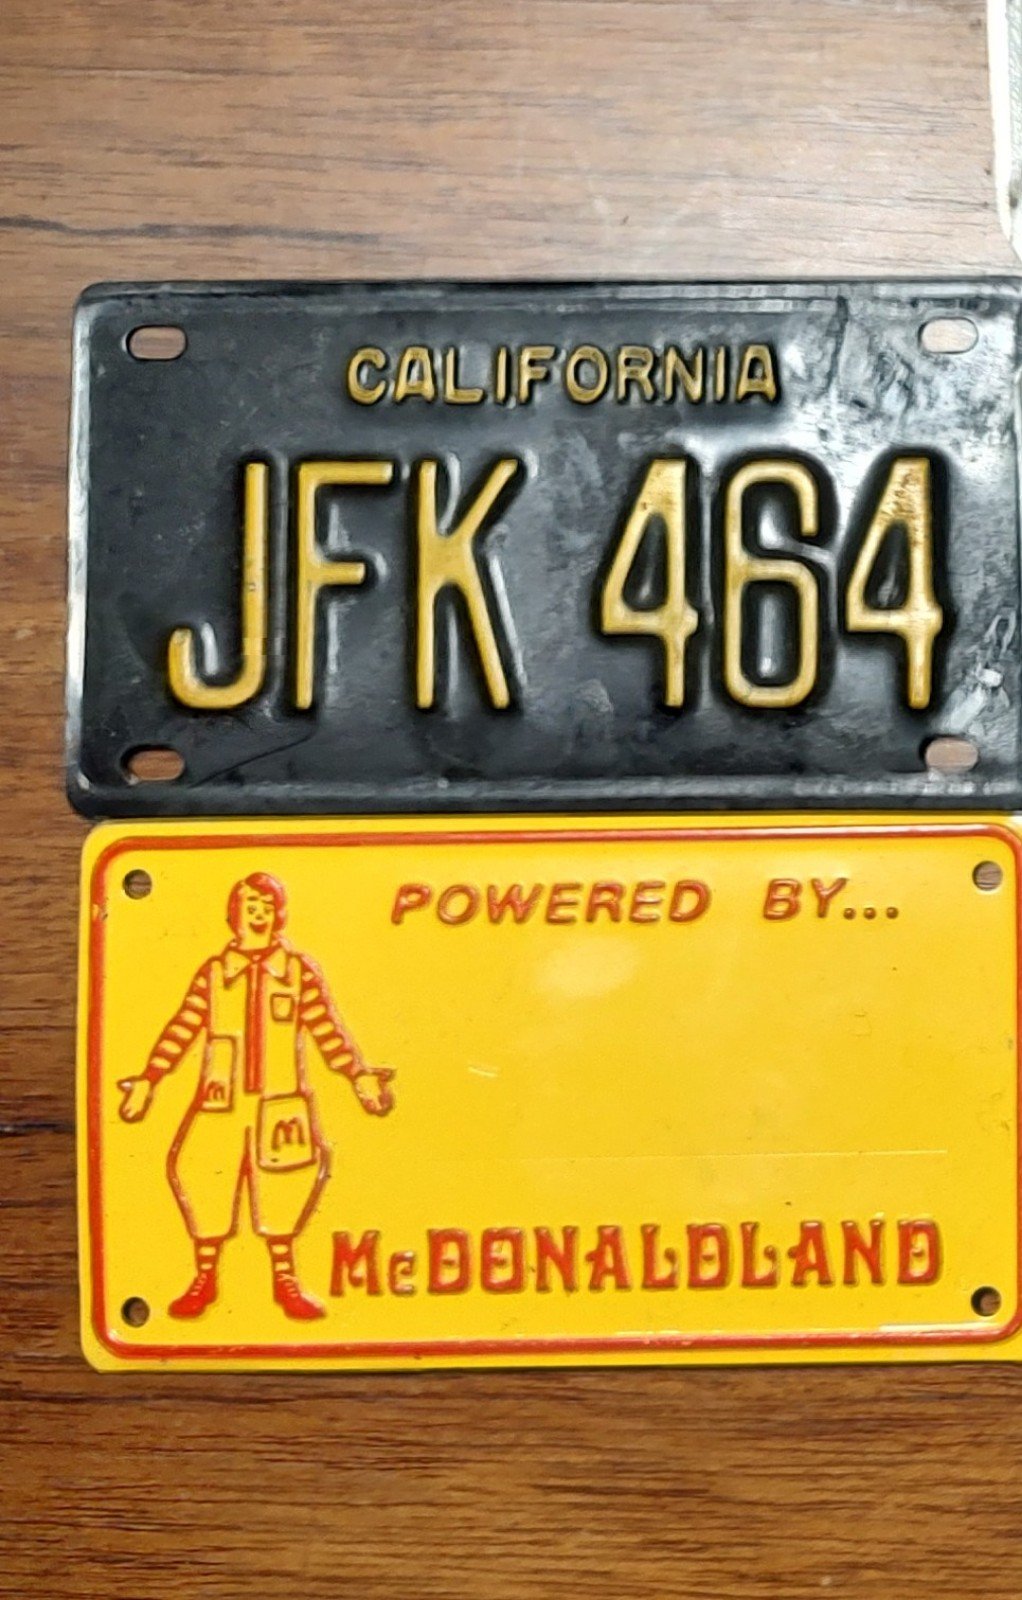 CALIFORNIA
JFK 464
POWERED BY...
m
m
McDONALDLAND